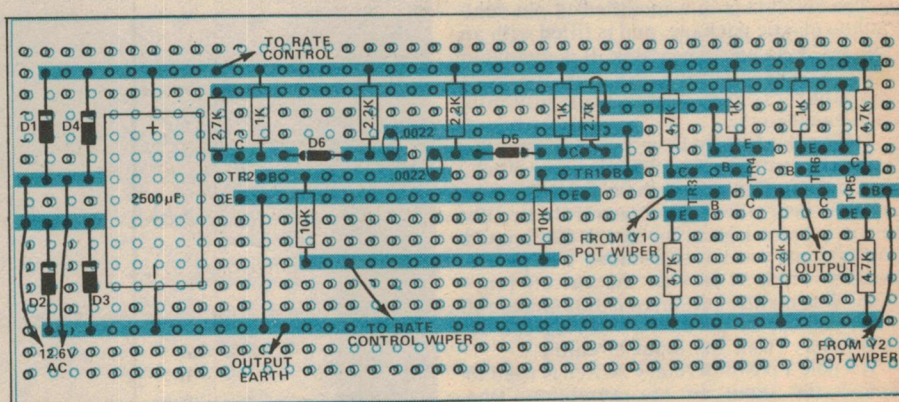 TO RATE
CONTROL
D1
D4
+
2.7K
1K
2.2K
2.2K
1K
2.7K
4.7K
1K
1K
4.7K
.0022
D6
D5
C
C
E
E
C
TR2
B
.0022
TR1
B
C
B
TR4
TR6
C
2500µF
E
E
TR3
B
C
C
TR5
B
10K
10K
E
E
FROM Y1
POT WIPER
TO
OUTPUT
4.7K
2.2k
4.7K
−
D2
D3
12.6V
AC
OUTPUT
EARTH
TO RATE
CONTROL WIPER
FROM Y2
POT WIPER